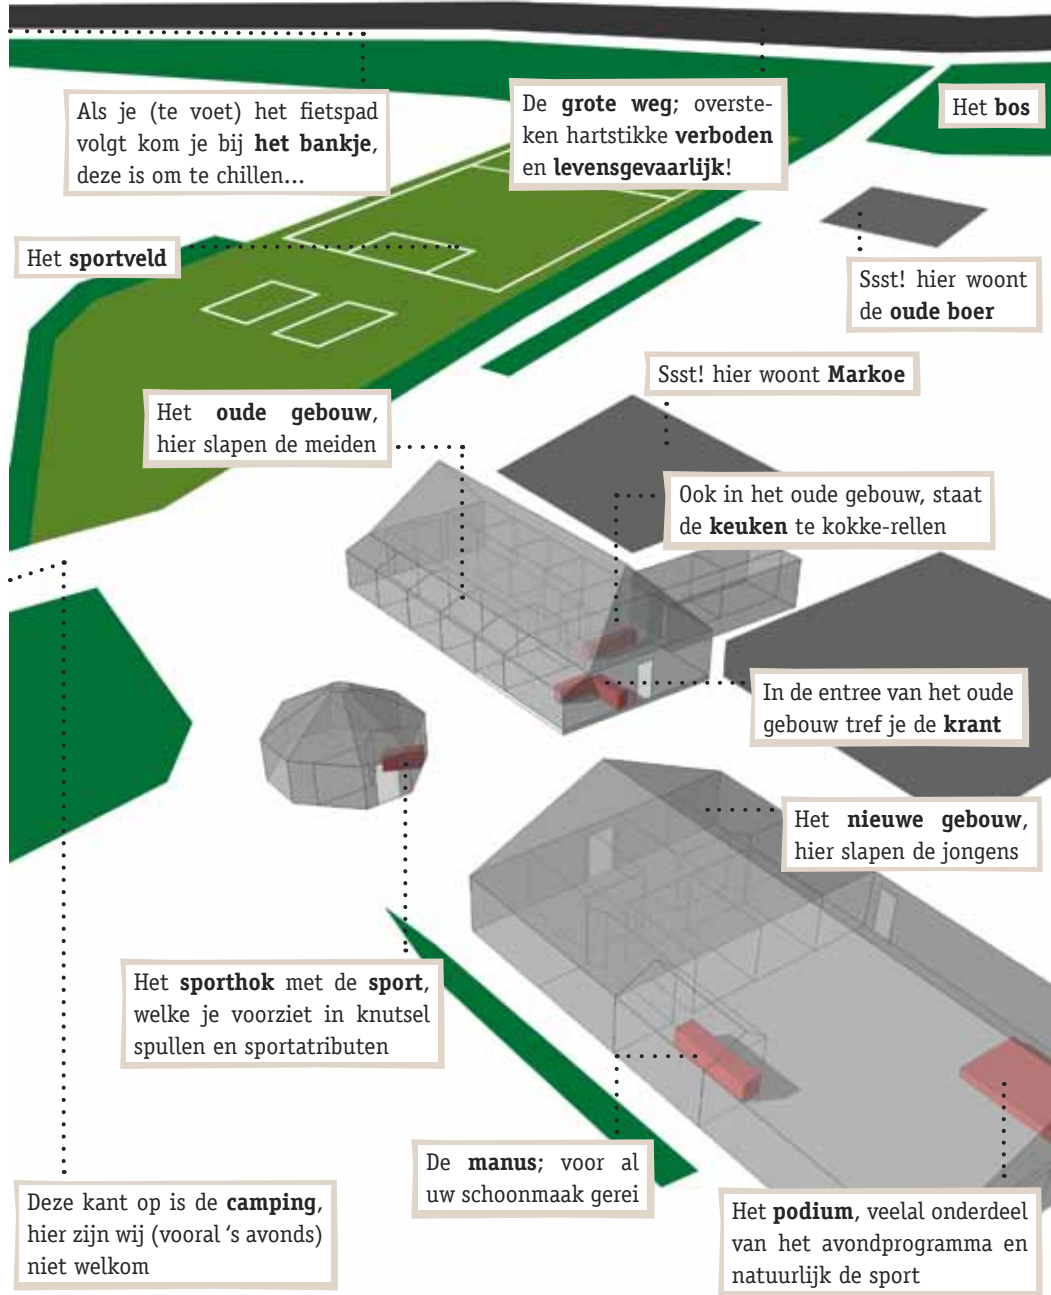 Als je (te voet) het fietspad
volgt kom je bij het bankje,
deze is om te chillen...
De grote weg; overste-
ken hartstikke verboden
en levensgevaarlijk!
Het bos
Het sportveld
Ssst! hier woont
de oude boer
Ssst! hier woont Markoe
Het oude gebouw,
hier slapen de meiden
Ook in het oude gebouw, staat
de keuken te kokke-rellen
In de entree van het oude
gebouw tref je de krant
Het nieuwe gebouw,
hier slapen de jongens
Het sporthok met de sport,
welke je voorziet in knutsel
spullen en sportatributen
De manus; voor al
uw schoonmaak gerei
Deze kant op is de camping,
hier zijn wij (vooral ‘s avonds)
niet welkom
Het podium, veelal onderdeel
van het avondprogramma en
natuurlijk de sport